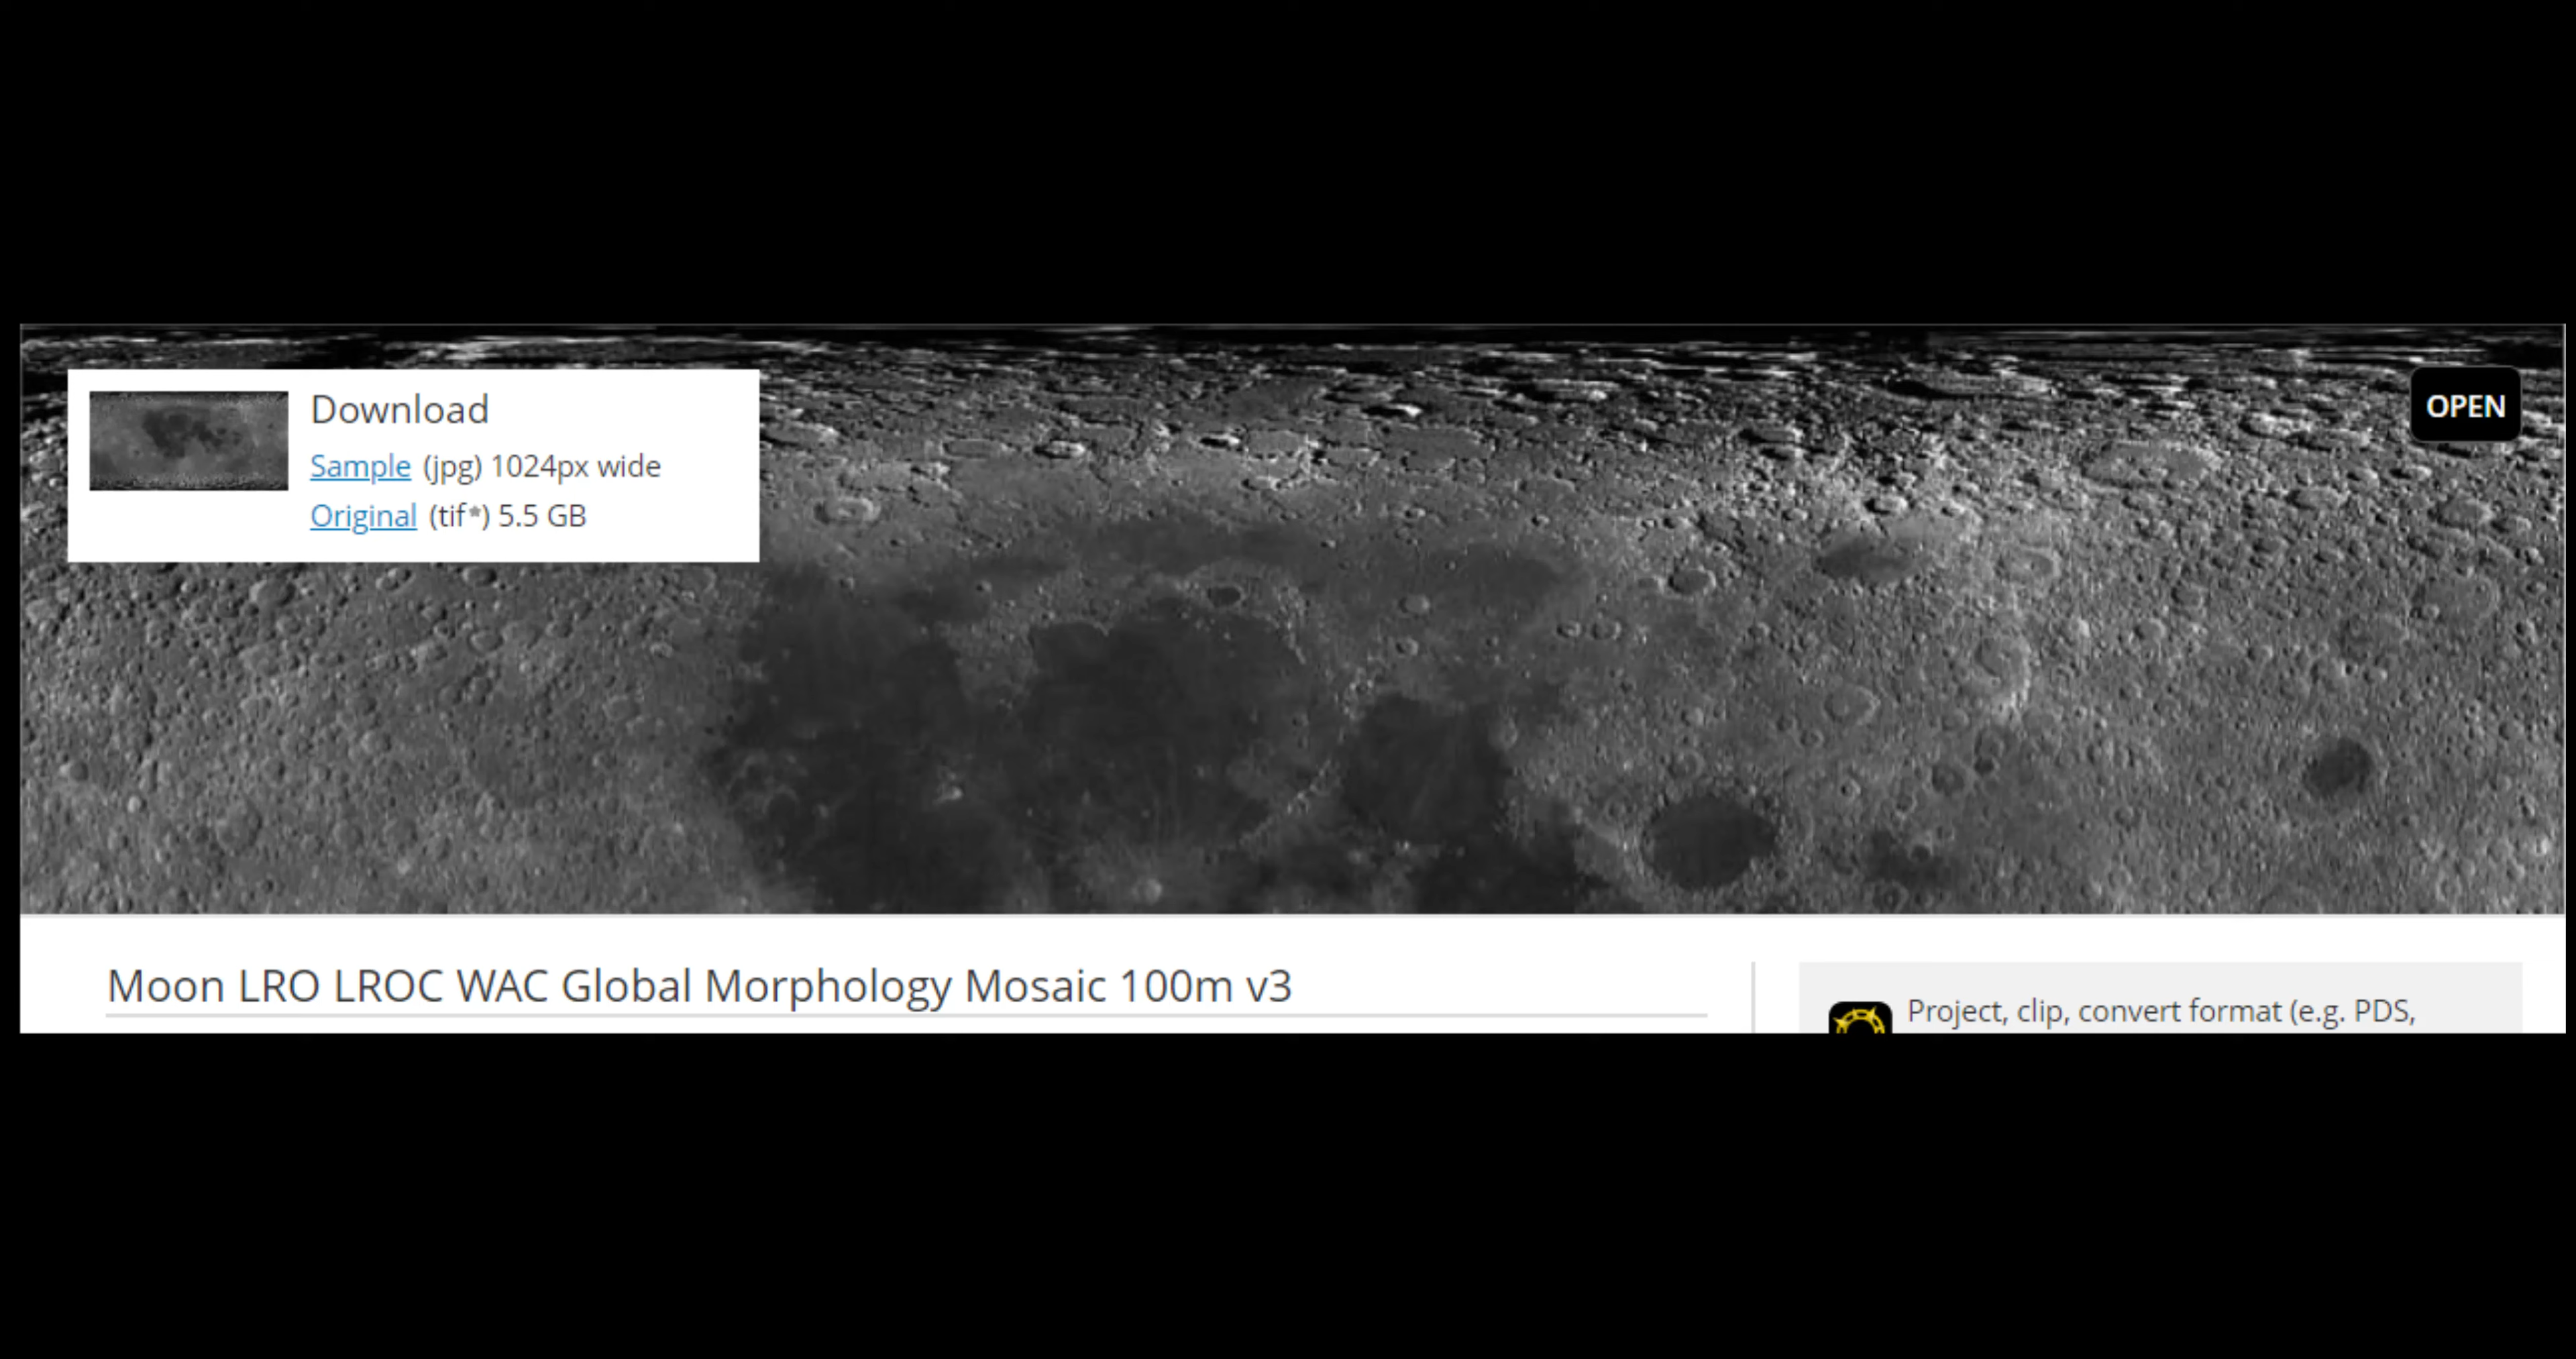 Download
Sample (jpg) 1024px wide
Original (tif*) 5.5 GB
OPEN
Moon LRO LROC WAC Global Morphology Mosaic 100m v3
Project, clip, convert format (e.g. PDS,